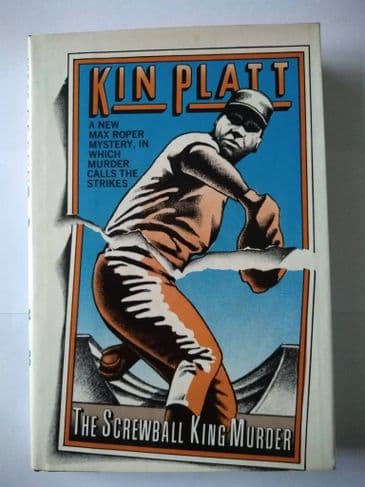 KIN PLATT
A NEW
MAX ROPER
MYSTERY, IN
WHICH
MURDER
CALLS THE
STRIKES
THE SCREWBALL KING MURDER